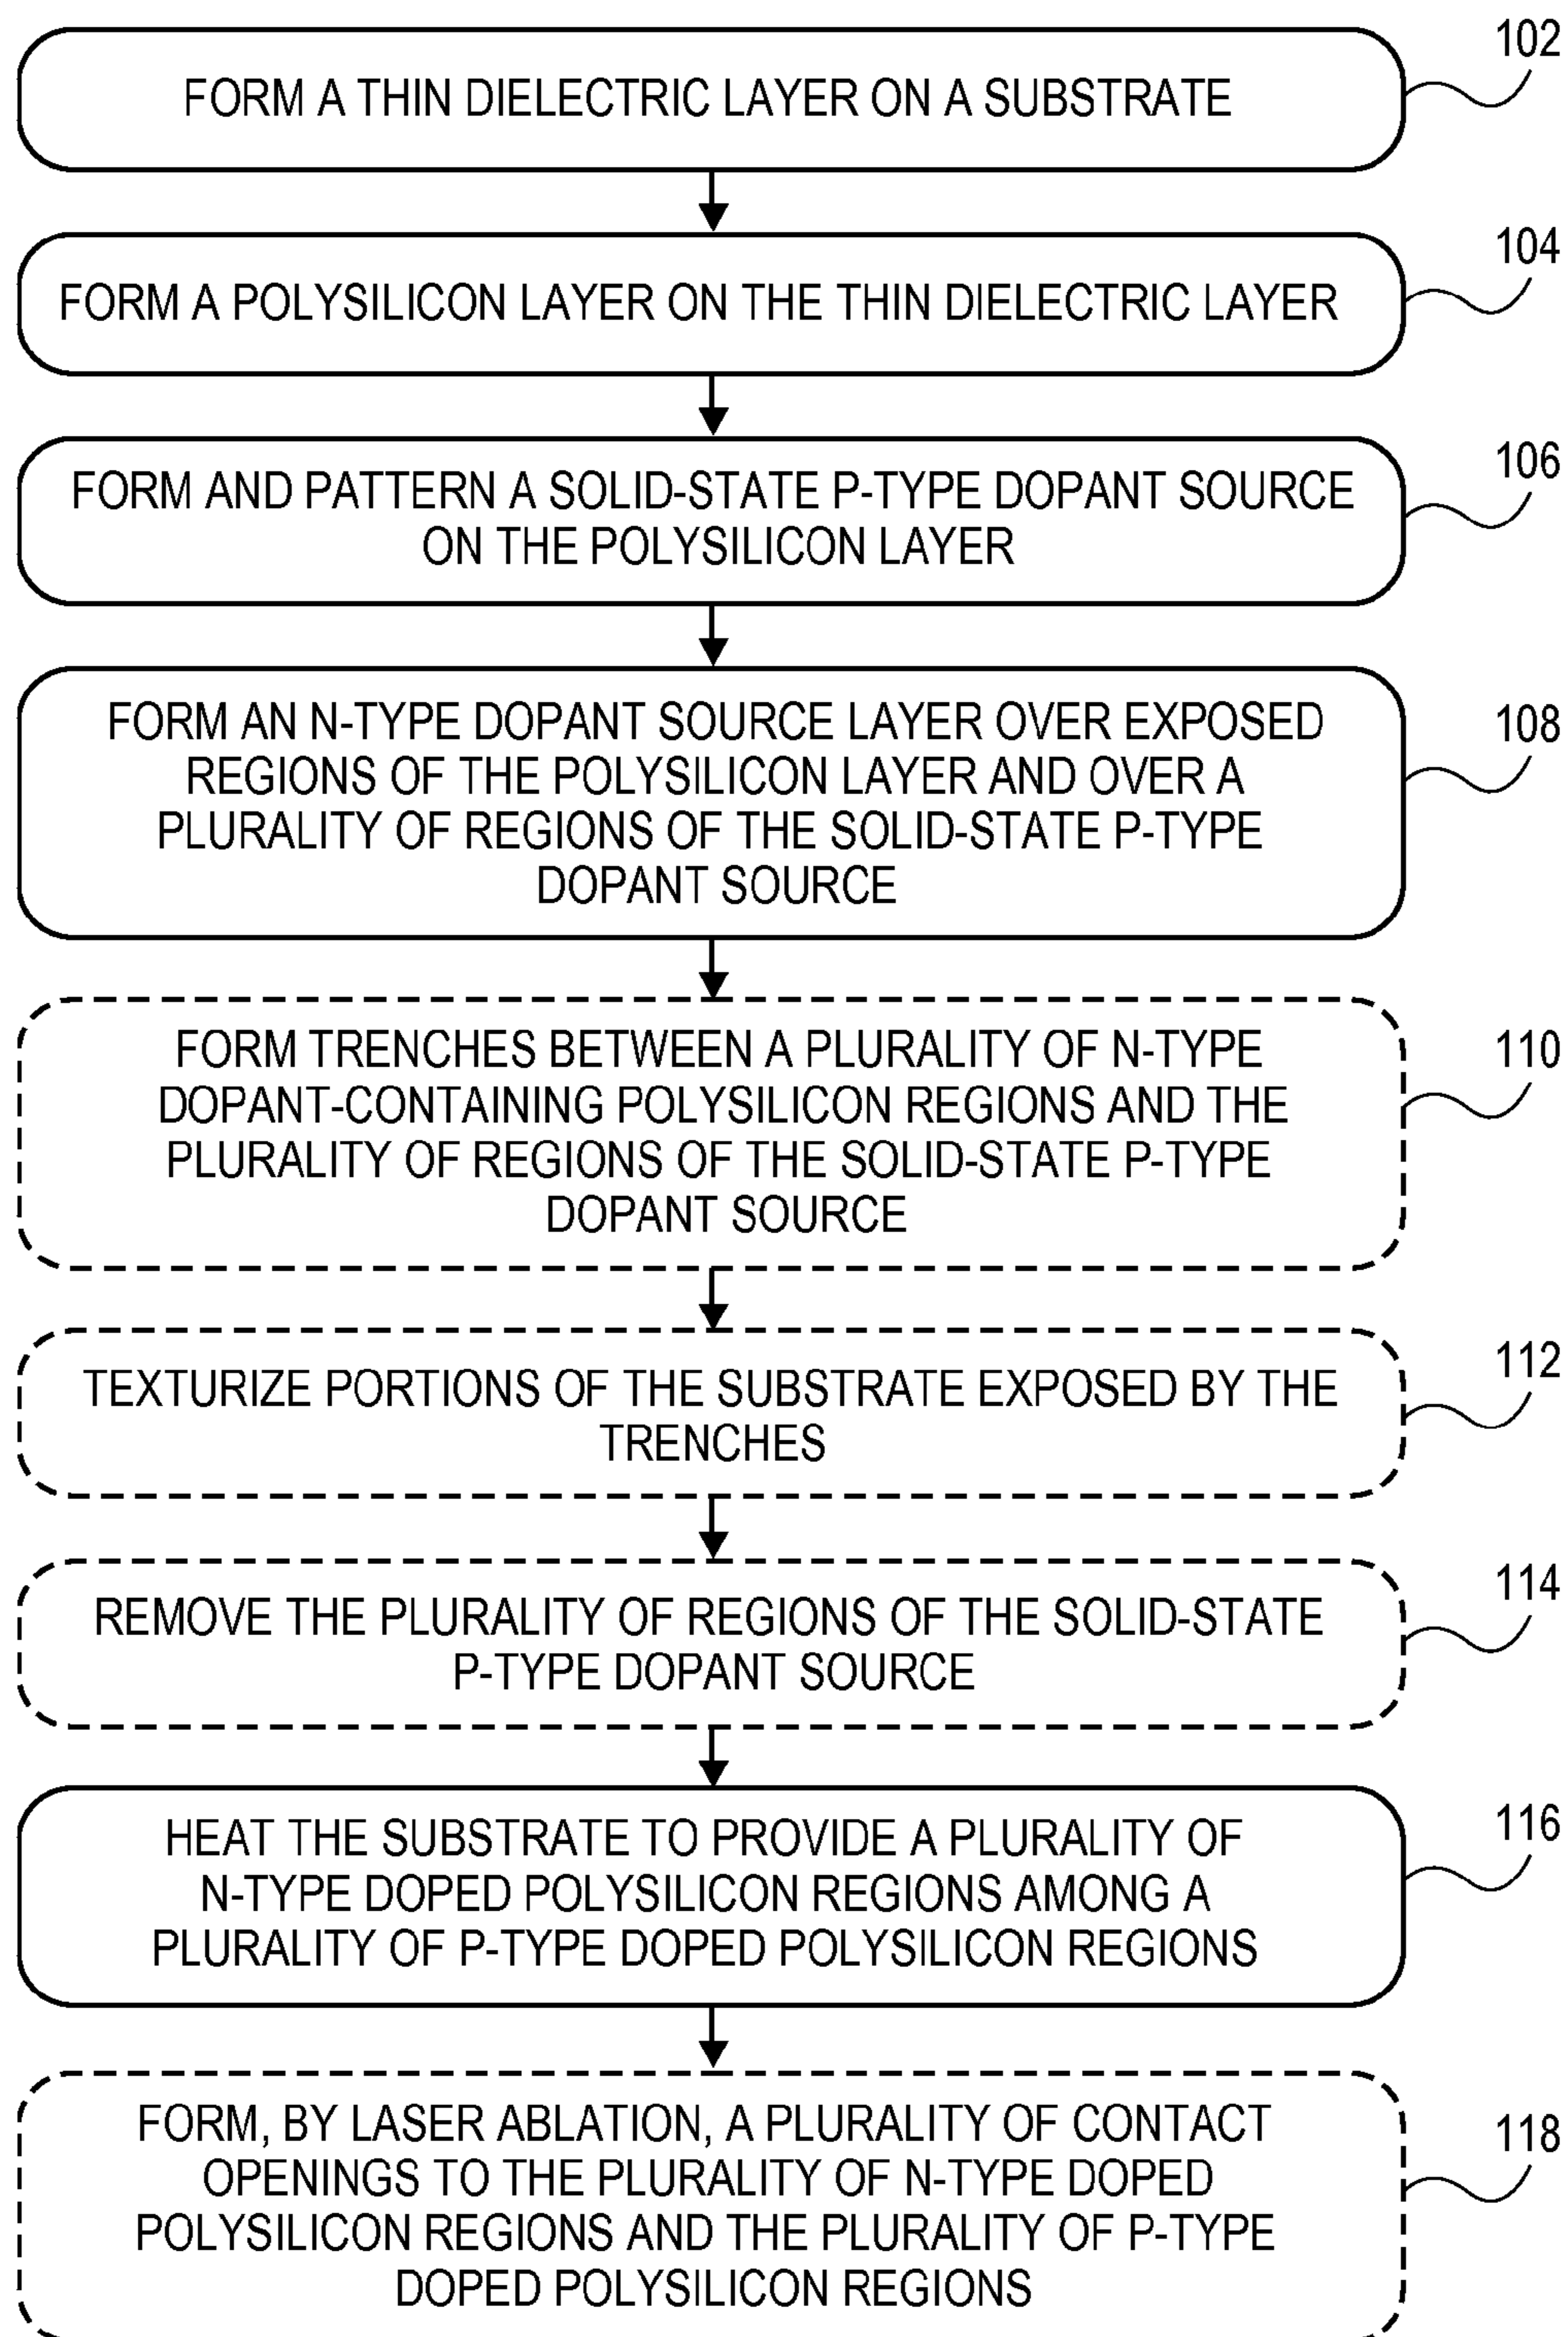 102
FORM A THIN DIELECTRIC LAYER ON A SUBSTRATE
104
FORM A POLYSILICON LAYER ON THE THIN DIELECTRIC LAYER
106
FORM AND PATTERN A SOLID-STATE P-TYPE DOPANT SOURCE
ON THE POLYSILICON LAYER
108
FORM AN N-TYPE DOPANT SOURCE LAYER OVER EXPOSED
REGIONS OF THE POLYSILICON LAYER AND OVER A
PLURALITY OF REGIONS OF THE SOLID-STATE P-TYPE
DOPANT SOURCE
110
FORM TRENCHES BETWEEN A PLURALITY OF N-TYPE
DOPANT-CONTAINING POLYSILICON REGIONS AND THE
PLURALITY OF REGIONS OF THE SOLID-STATE P-TYPE
DOPANT SOURCE
112
TEXTURIZE PORTIONS OF THE SUBSTRATE EXPOSED BY THE
TRENCHES
114
REMOVE THE PLURALITY OF REGIONS OF THE SOLID-STATE
P-TYPE DOPANT SOURCE
116
HEAT THE SUBSTRATE TO PROVIDE A PLURALITY OF
N-TYPE DOPED POLYSILICON REGIONS AMONG A
PLURALITY OF P-TYPE DOPED POLYSILICON REGIONS
118
FORM, BY LASER ABLATION, A PLURALITY OF CONTACT
OPENINGS TO THE PLURALITY OF N-TYPE DOPED
POLYSILICON REGIONS AND THE PLURALITY OF P-TYPE
DOPED POLYSILICON REGIONS